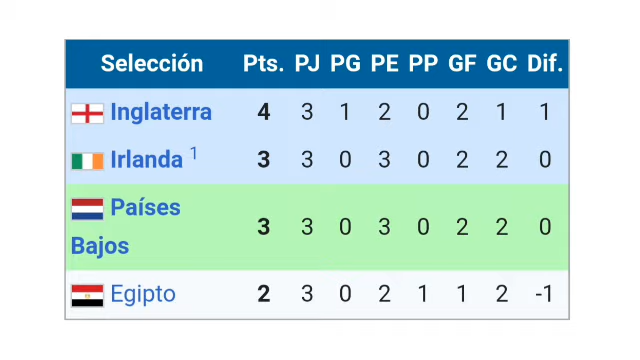 Selección Pts. PJ PG PE PP GF GC Dif.
Inglaterra 4 3 1 2 0 2 1 1
Irlanda 1 3 3 0 3 0 2 2 0
Países
Bajos 3 3 0 3 0 2 2 0
Egipto 2 3 0 2 1 1 2 -1